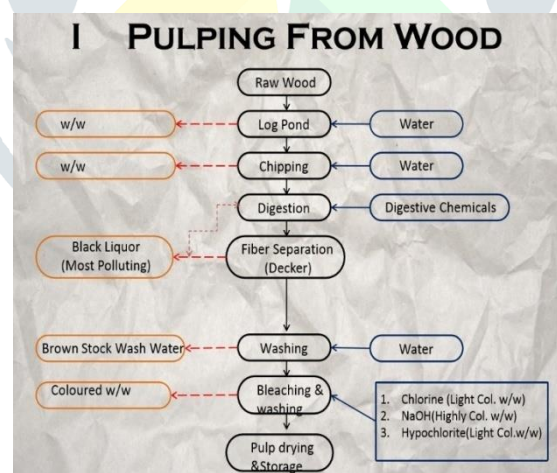 I PULPING FROM WOOD
Raw Wood
w/w
Log Pond
Water
w/w
Chipping
Water
Digestion
Digestive Chemicals
Black Liquor
(Most Polluting)
Fiber Separation
(Decker)
Brown Stock Wash Water
Washing
Water
Coloured w/w
Bleaching &
washing
1. Chlorine (Light Col. w/w)
2. NaOH(Highly Col. w/w)
3. Hypochlorite(Light Col.w/w)
Pulp drying
&Storage